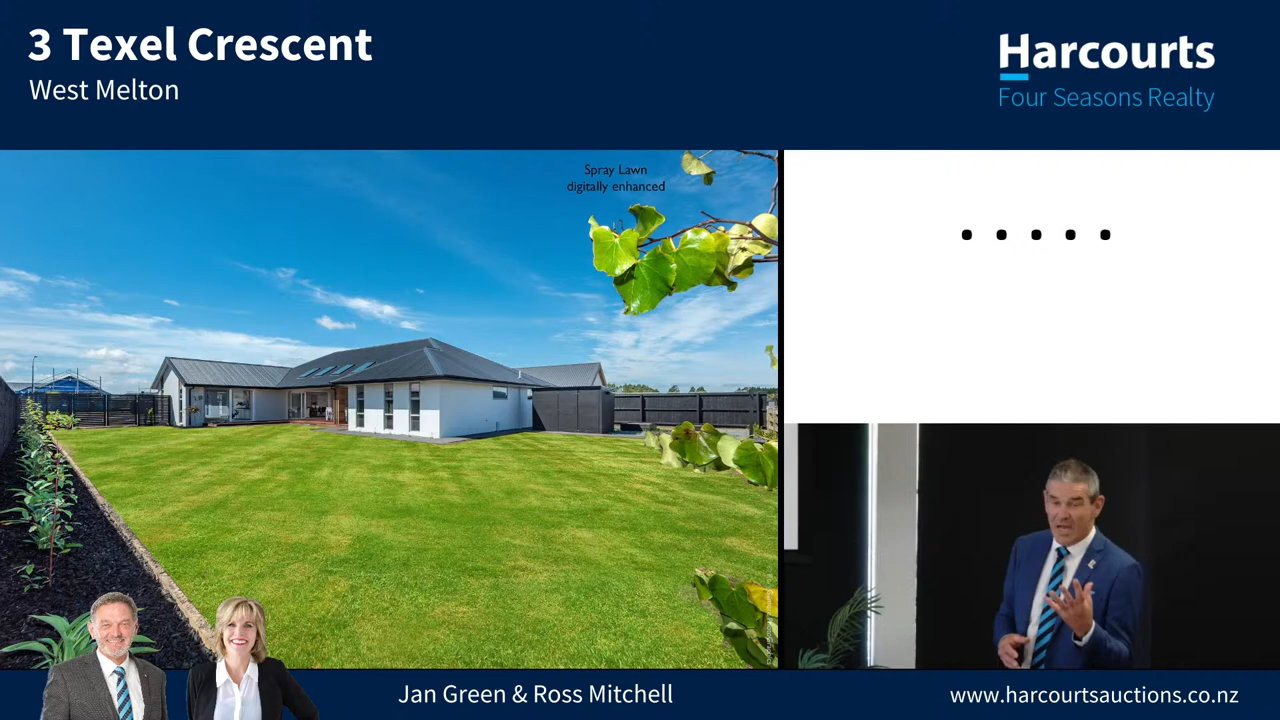 3 Texel Crescent
West Melton
Harcourts
Four Seasons Realty
Spray Lawn
digitally enhanced
.....
Jan Green & Ross Mitchell
www.harcourtsauctions.co.nz